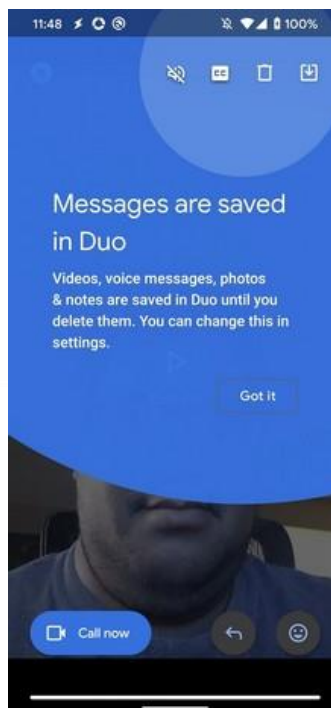 11:48 100%
CC
Messages are saved
in Duo
Videos, voice messages, photos
& notes are saved in Duo until you
delete them. You can change this in
settings.
Got it
Call now